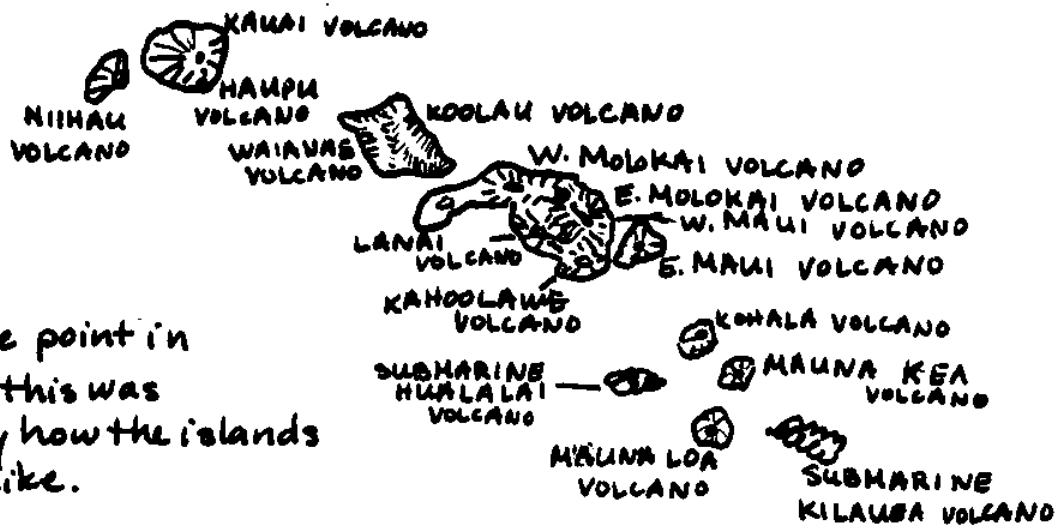 KAUAI VOLCANO
HAUPU
VOLCANO
NIIHAU
VOLCANO
KOOLAU VOLCANO
WAIANAE
VOLCANO
W. MOLOKAI VOLCANO
E. MOLOKAI VOLCANO
W. MAUI VOLCANO
LANAI
VOLCANO
E. MAUI VOLCANO
KAHOOLAWE
VOLCANO
KOHALA VOLCANO
MAUNA KEA
VOLCANO
SUBMARINE
HUALALAI
VOLCANO
MAUNA LOA
VOLCANO
SUBMARINE
KILAUEA VOLCANO
point in
this was
how the islands